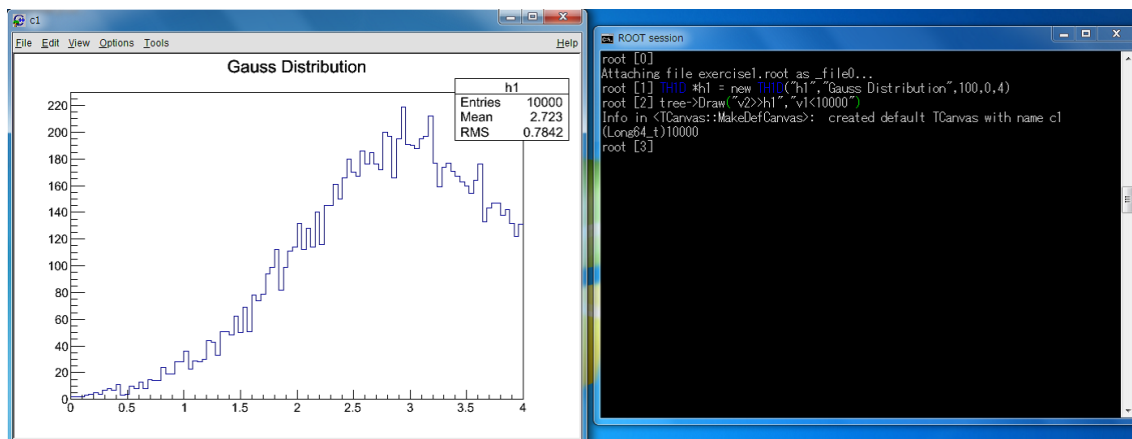 c1
File Edit View Options Tools Help
Gauss Distribution
h1
Entries 10000
Mean 2.723
RMS 0.7842
220
200
180
160
140
120
100
80
60
40
20
0
0 0.5 1 1.5 2 2.5 3 3.5 4
ROOT session
root [0]
Attaching file exercise1.root as _file0...
root [1] TH1D *h1 = new TH1D("h1","Gauss Distribution",100,0,4)
root [2] tree->Draw("v2>>h1","v1<10000")
Info in <TCanvas::MakeDefCanvas>:  created default TCanvas with name c1
(Long64_t)10000
root [3]